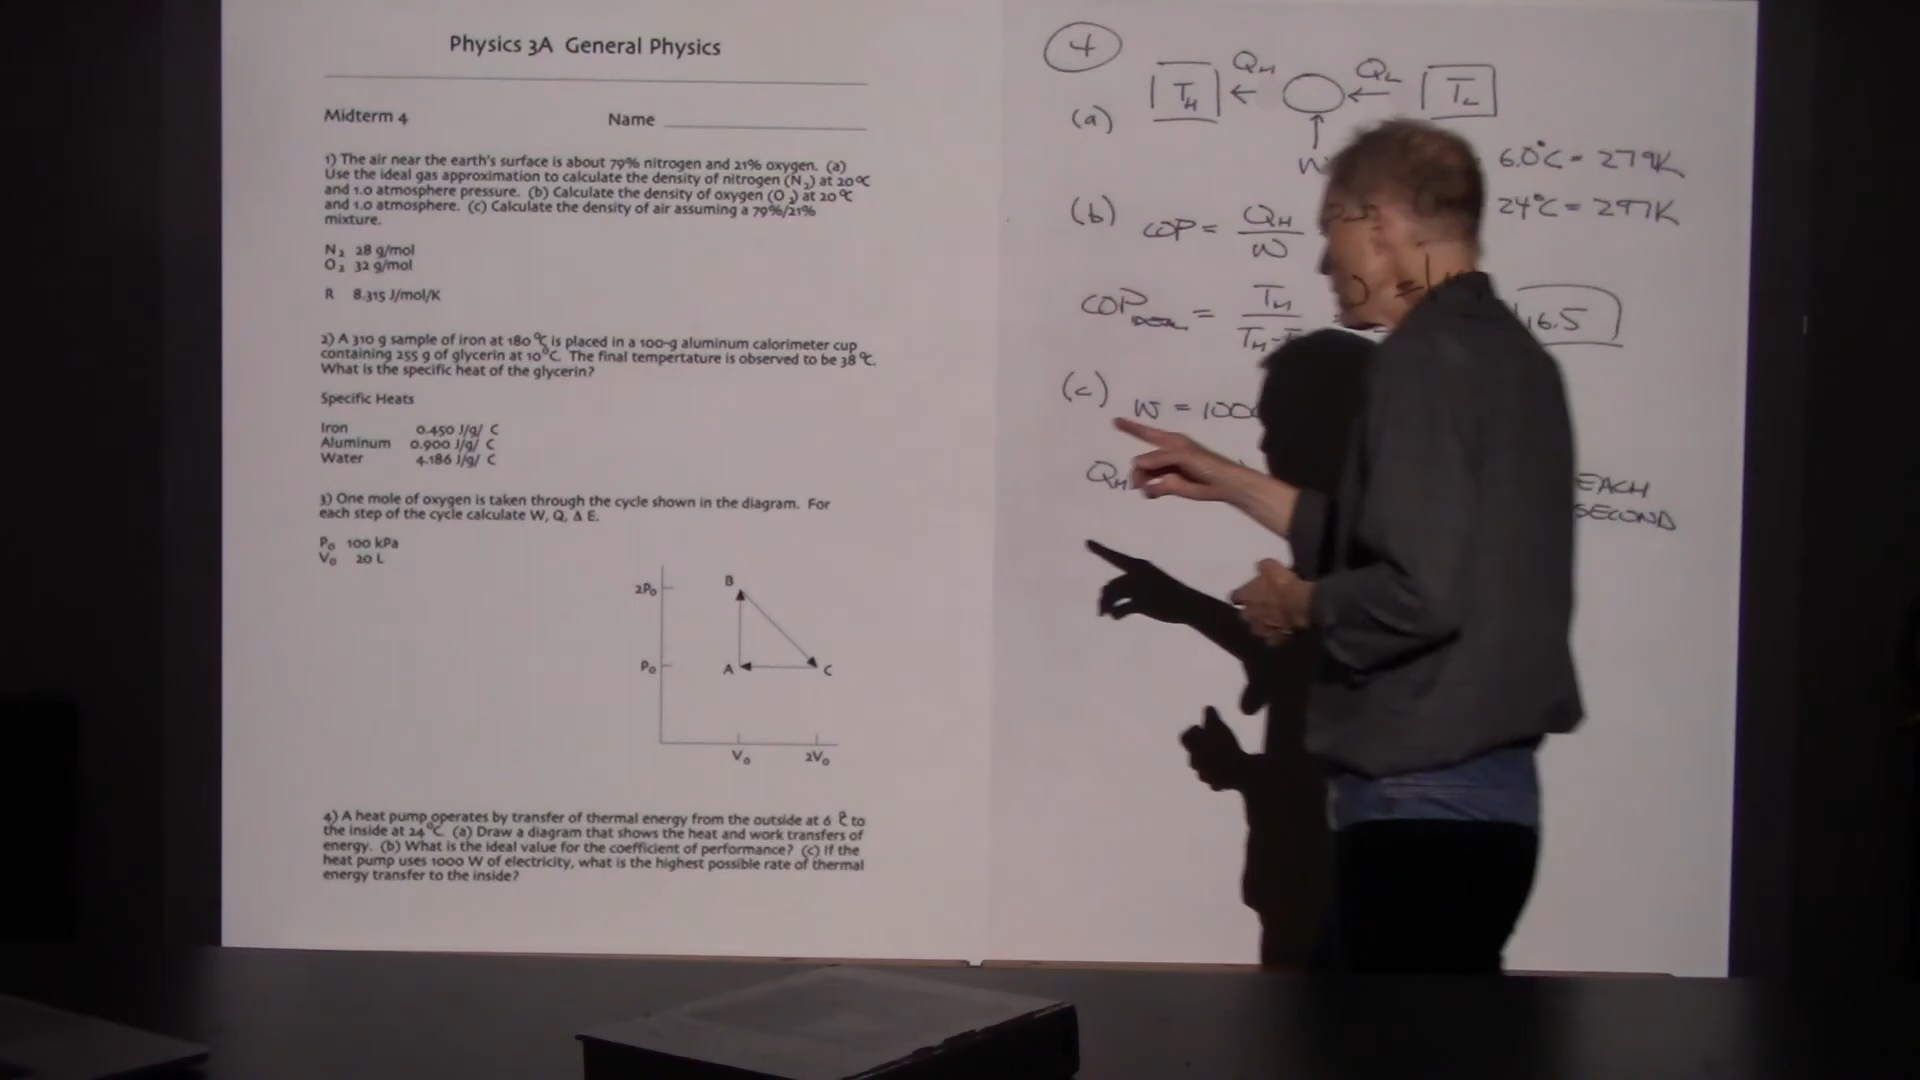 Physics 3A General Physics
Midterm 4
Name
1) The air near the earth's surface is about 79% nitrogen and 21% oxygen. (a)
Use the ideal gas approximation to calculate the density of nitrogen (N2) at 20 °C
and 1.0 atmosphere pressure. (b) Calculate the density of oxygen (O2) at 20 °C
and 1.0 atmosphere. (c) Calculate the density of air assuming a 79%/21%
mixture.
N2 28 g/mol
O2 32 g/mol
R 8.315 J/mol/K
2) A 310 g sample of iron at 180 °C is placed in a 100-g aluminum calorimeter cup
containing 255 g of glycerin at 10°C. The final tempertature is observed to be 38 °C.
What is the specific heat of the glycerin?
Specific Heats
Iron 0.450 J/g/ C
Aluminum 0.900 J/g/ C
Water 4.186 J/g/ C
3) One mole of oxygen is taken through the cycle shown in the diagram. For
each step of the cycle calculate W, Q, Δ E.
P0 100 kPa
V0 20 L
2P0
B
P0
A
C
V0
2V0
4) A heat pump operates by transfer of thermal energy from the outside at 6 °C to
the inside at 24 °C. (a) Draw a diagram that shows the heat and work transfers of
energy. (b) What is the ideal value for the coefficient of performance? (c) If the
heat pump uses 1000 W of electricity, what is the highest possible rate of thermal
energy transfer to the inside?
4
(a)
TH ← QH ← QL TL
↑
W
6.0°C = 279K
24°C = 297K
(b) COP = QH / W
COPIDEAL = TH / TH -
16.5
(c) W = 100
QH
EACH
SECOND